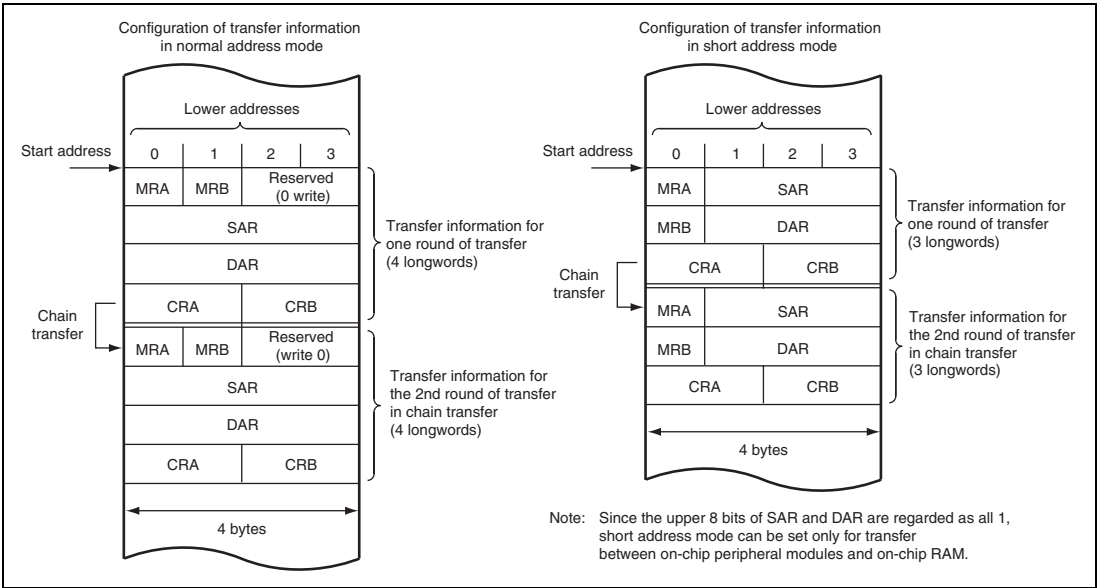 Configuration of transfer information
in normal address mode
Lower addresses
Start address
0 1 2 3
MRA MRB Reserved
(0 write)
SAR
DAR
CRA CRB
Transfer information for
one round of transfer
(4 longwords)
Chain
transfer
MRA MRB Reserved
(write 0)
SAR
DAR
CRA CRB
Transfer information for
the 2nd round of transfer
in chain transfer
(4 longwords)
4 bytes
Configuration of transfer information
in short address mode
Lower addresses
Start address
0 1 2 3
MRA SAR
MRB DAR
CRA CRB
Transfer information for
one round of transfer
(3 longwords)
Chain
transfer
MRA SAR
MRB DAR
CRA CRB
Transfer information for
the 2nd round of transfer
in chain transfer
(3 longwords)
4 bytes
Note: Since the upper 8 bits of SAR and DAR are regarded as all 1,
short address mode can be set only for transfer
between on-chip peripheral modules and on-chip RAM.